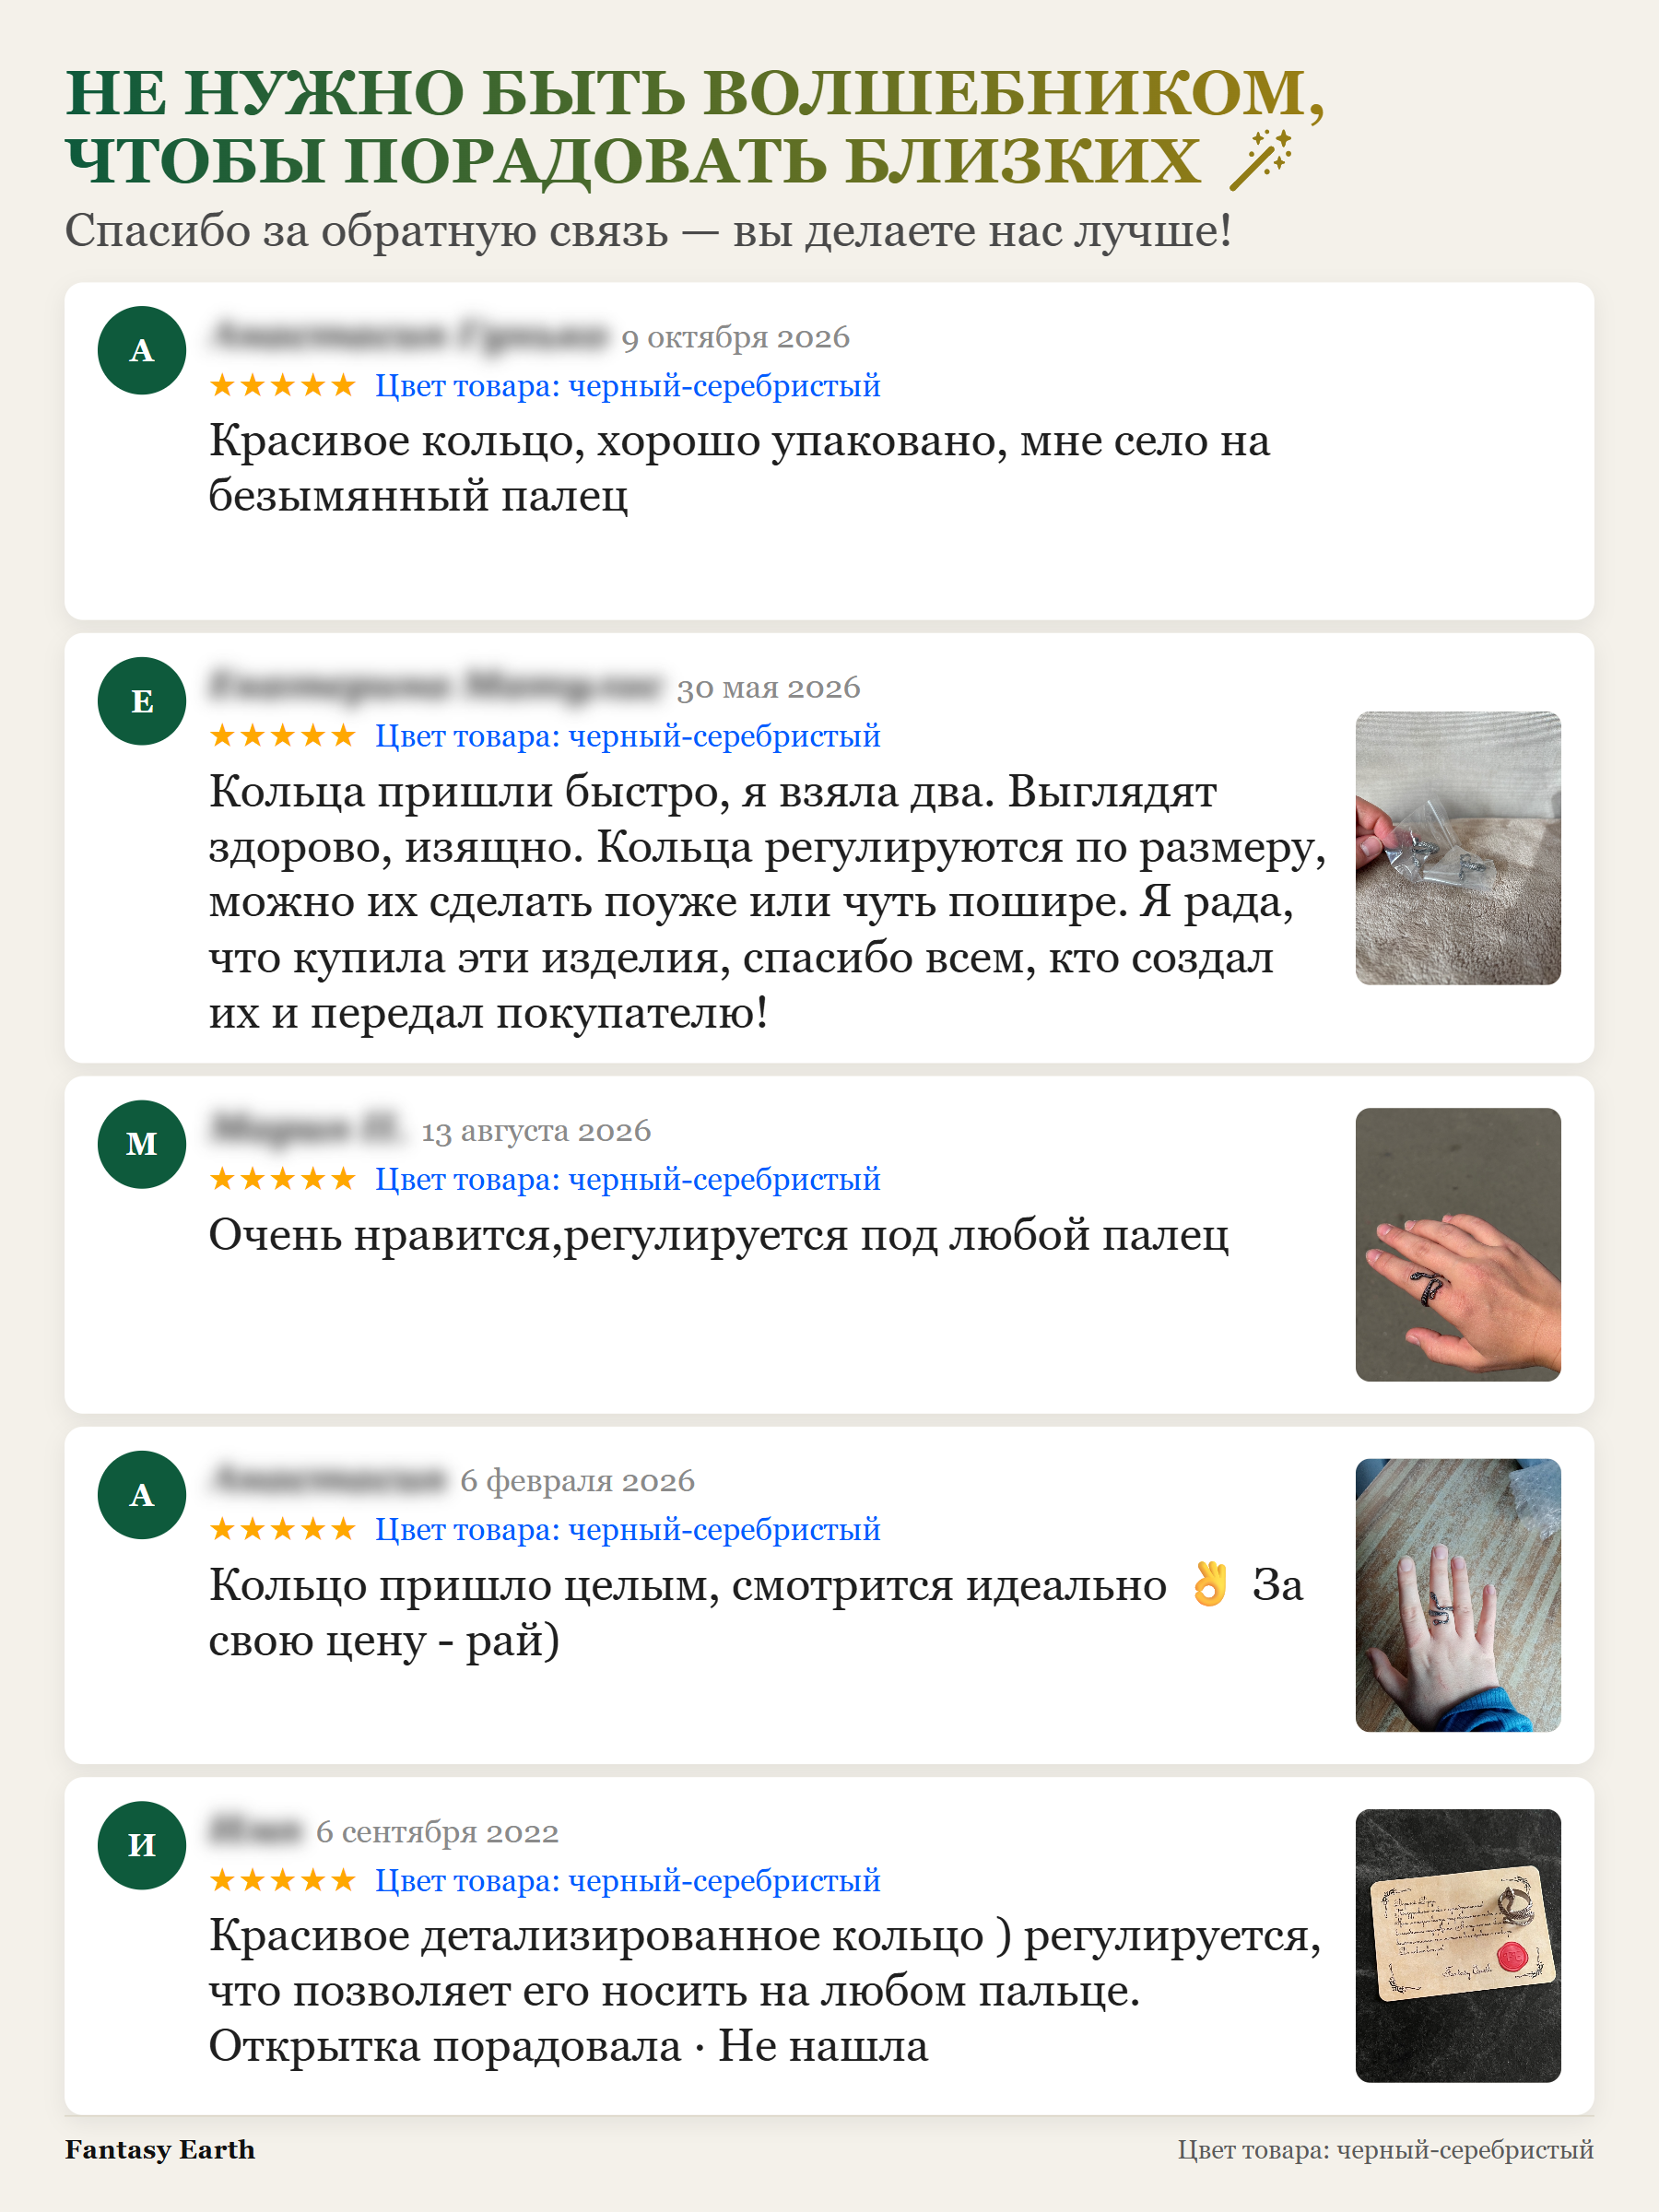 НЕ НУЖНО БЫТЬ ВОЛШЕБНИКОМ,
ЧТОБЫ ПОРАДОВАТЬ БЛИЗКИХ
Спасибо за обратную связь — вы делаете нас лучше!
А
9 октября 2026
★★★★★ Цвет товара: черный-серебристый
Красивое кольцо, хорошо упаковано, мне село на
безымянный палец
Е
30 мая 2026
★★★★★ Цвет товара: черный-серебристый
Кольца пришли быстро, я взяла два. Выглядят
здорово, изящно. Кольца регулируются по размеру,
можно их сделать поуже или чуть пошире. Я рада,
что купила эти изделия, спасибо всем, кто создал
их и передал покупателю!
М
13 августа 2026
★★★★★ Цвет товара: черный-серебристый
Очень нравится,регулируется под любой палец
А
6 февраля 2026
★★★★★ Цвет товара: черный-серебристый
Кольцо пришло целым, смотрится идеально 👌 За
свою цену - рай)
И
6 сентября 2022
★★★★★ Цвет товара: черный-серебристый
Красивое детализированное кольцо ) регулируется,
что позволяет его носить на любом пальце.
Открытка порадовала · Не нашла
Fantasy Earth
Fantasy Earth
Цвет товара: черный-серебристый